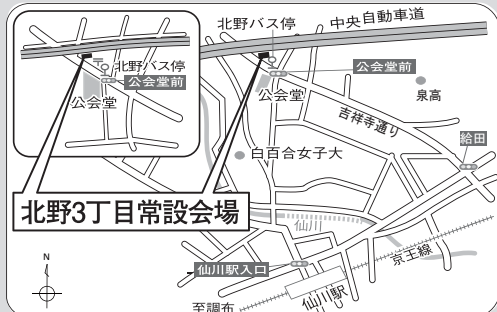 北野バス停
中央自動車道
北野バス停
公会堂前
公会堂
公会堂前
公会堂
泉高
吉祥寺通り
給田
白百合女子大
北野3丁目常設会場
仙川
N
仙川駅入口
京王線
仙川駅
至調布